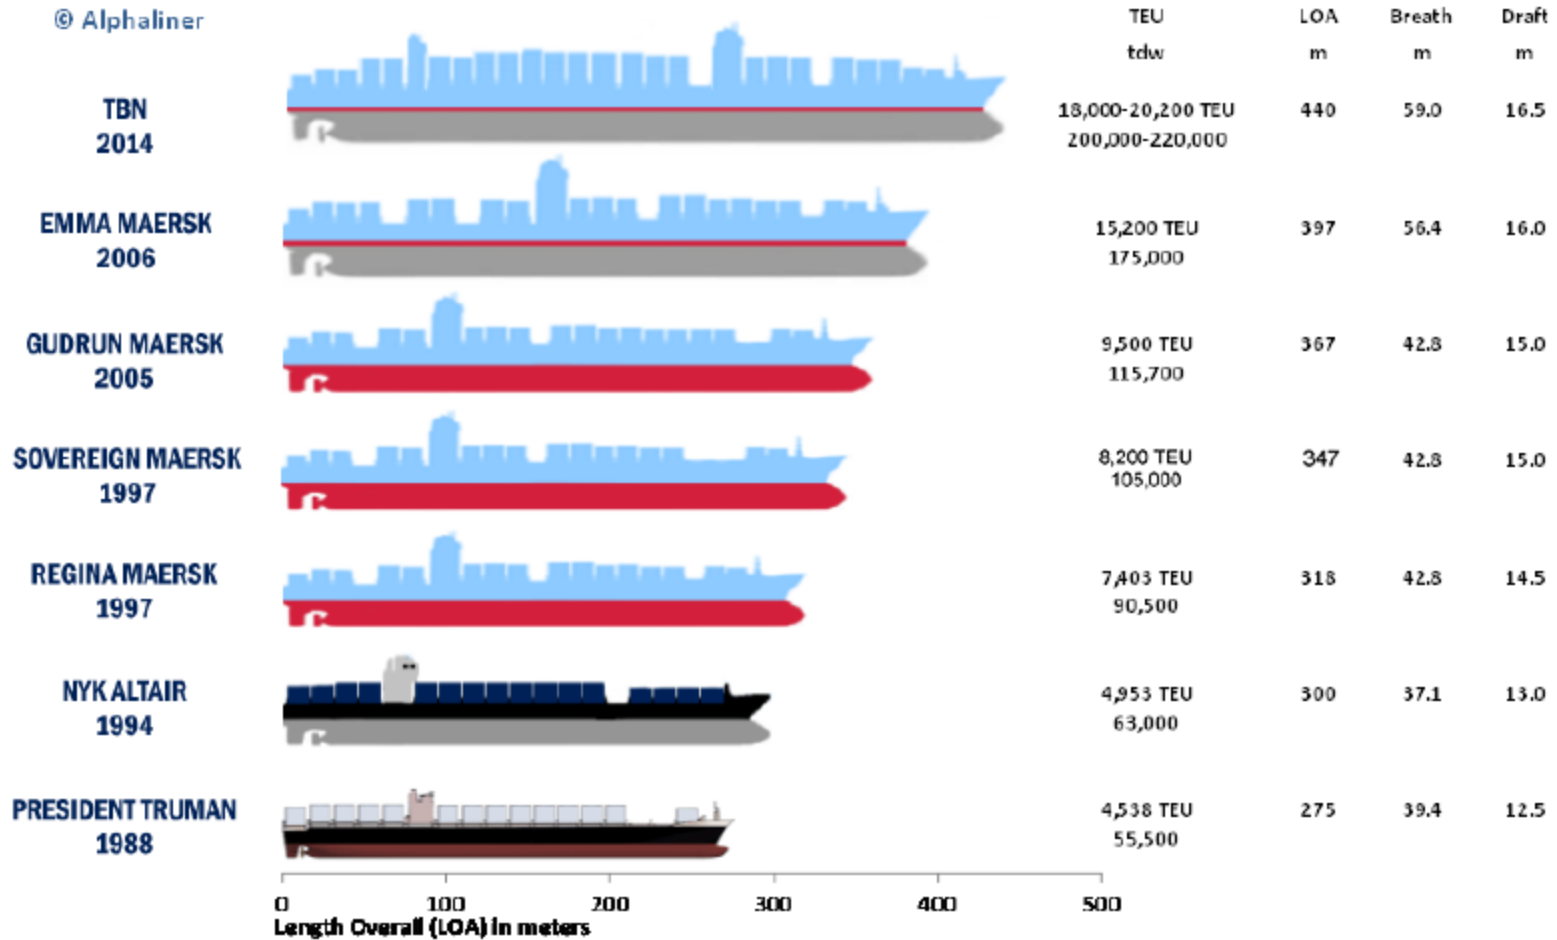 © Alphaliner
TEU LOA Breath Draft
tdw m m m
TBN
2014
18,000-20,200 TEU 440 59.0 16.5
200,000-220,000
EMMA MAERSK
2006
15,200 TEU 397 56.4 16.0
175,000
GUDRUN MAERSK
2005
9,500 TEU 367 42.8 15.0
115,700
SOVEREIGN MAERSK
1997
8,200 TEU 347 42.8 15.0
105,000
REGINA MAERSK
1997
7,403 TEU 318 42.8 14.5
90,500
NYK ALTAIR
1994
4,953 TEU 300 37.1 13.0
63,000
PRESIDENT TRUMAN
1988
4,538 TEU 275 39.4 12.5
55,500
0 100 200 300 400 500
Length Overall (LOA) in meters